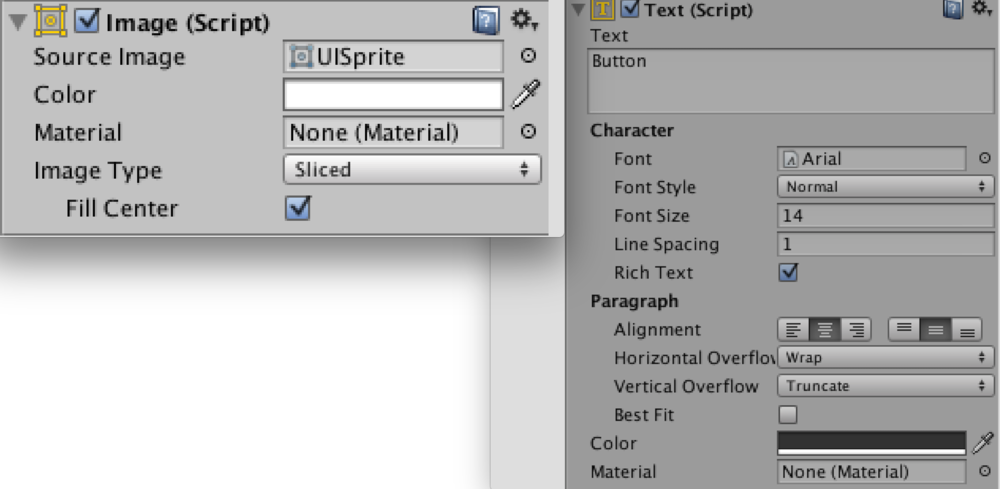 Image (Script)
Source Image UISprite
Color
Material None (Material)
Image Type Sliced
Fill Center
Text (Script)
Text
Button
Character
Font Arial
Font Style Normal
Font Size 14
Line Spacing 1
Rich Text
Paragraph
Alignment
Horizontal Overflow Wrap
Vertical Overflow Truncate
Best Fit
Color
Material None (Material)